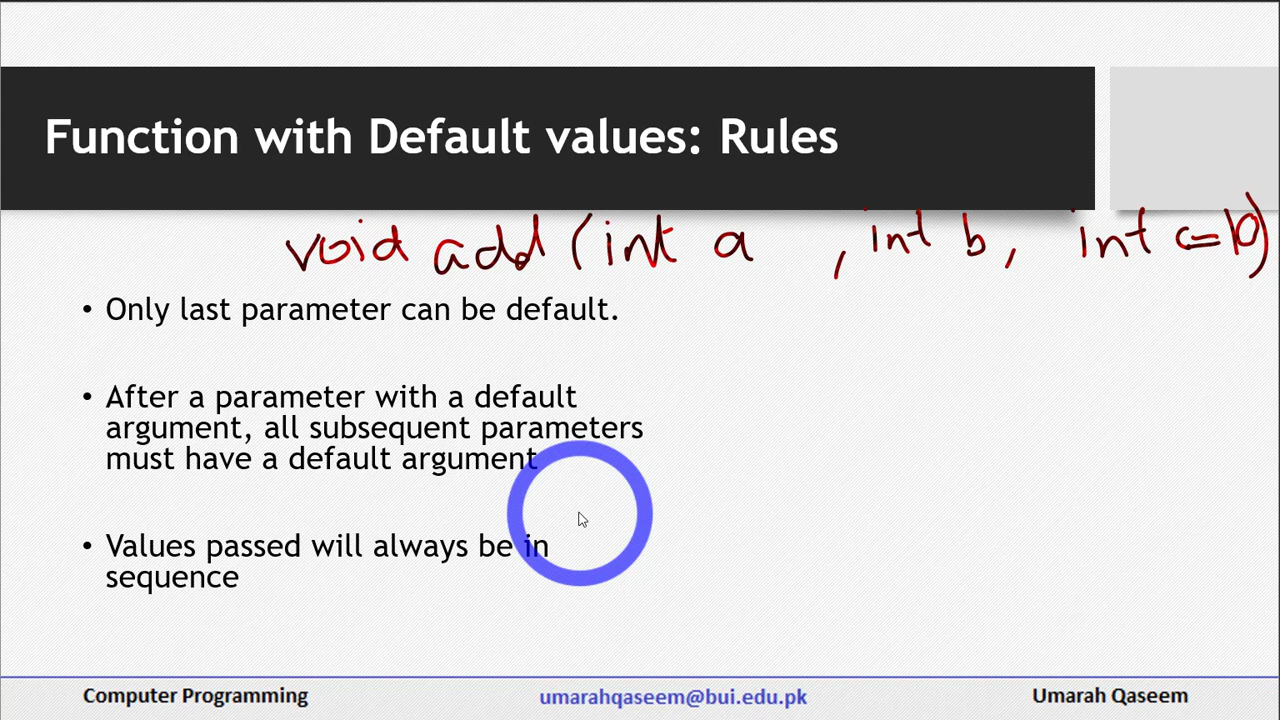 Function with Default values: Rules
void add (int a , int b, int c=10)
• Only last parameter can be default.
• After a parameter with a default
argument, all subsequent parameters
must have a default argument
• Values passed will always be in
sequence
Computer Programming umarahqaseem@bui.edu.pk Umarah Qaseem